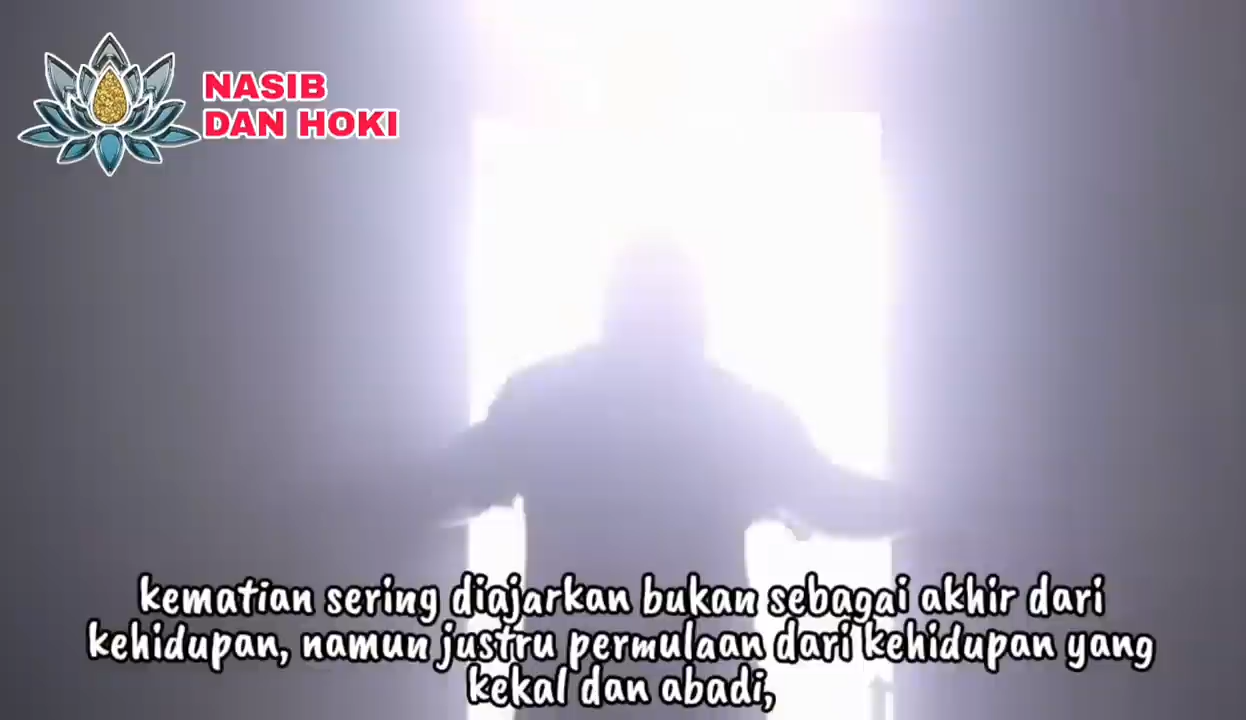 NASIB
DAN HOKI
kematian sering diajarkan bukan sebagai akhir dari
kehidupan, namun justru permulaan dari kehidupan yang
kekal dan abadi,